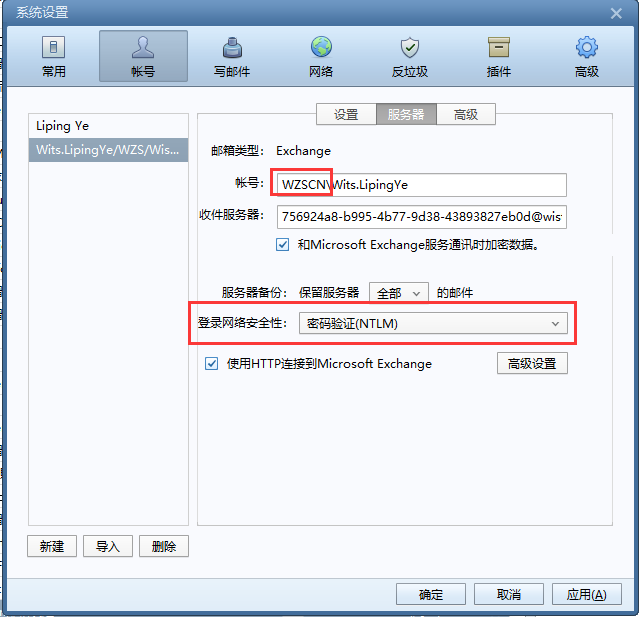 系统设置
常用 帐号 写邮件 网络 反垃圾 插件 高级
Liping Ye
Wits.LipingYe/WZS/Wis...
设置 服务器 高级
邮箱类型: Exchange
帐号: WZSCN\Wits.LipingYe
收件服务器: 756924a8-b995-4b77-9d38-43893827eb0d@wist
和Microsoft Exchange服务通讯时加密数据。
服务器备份: 保留服务器 全部 的邮件
登录网络安全性: 密码验证(NTLM)
使用HTTP连接到Microsoft Exchange 高级设置
新建 导入 删除
确定 取消 应用(A)